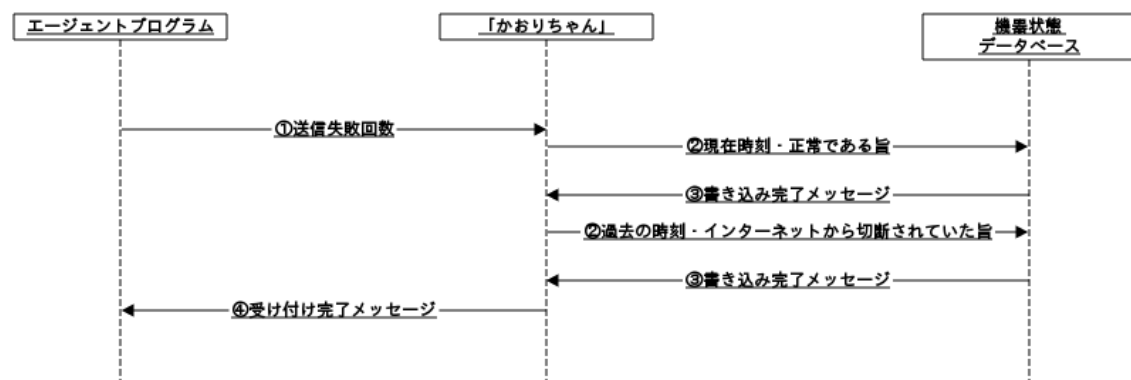 エージェントプログラム
「かおりちゃん」
機器状態
データベース
①送信失敗回数
②現在時刻・正常である旨
③書き込み完了メッセージ
②過去の時刻・インターネットから切断されていた旨
③書き込み完了メッセージ
④受け付け完了メッセージ